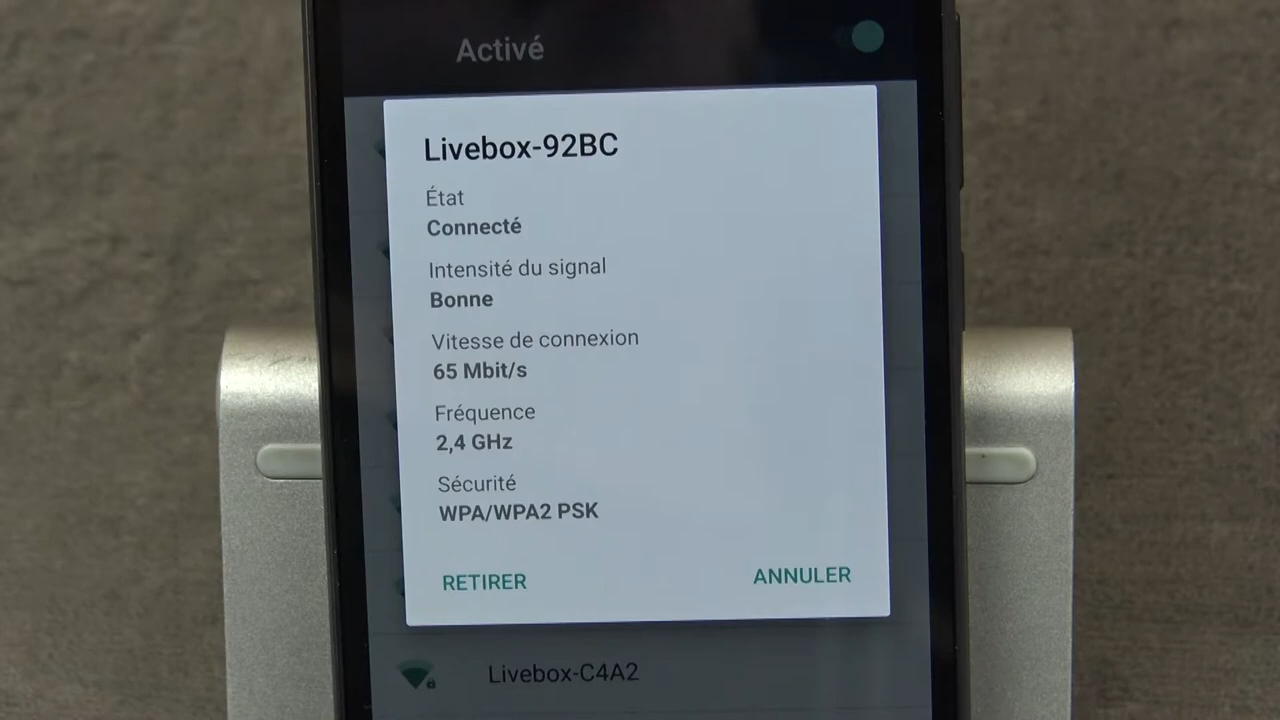 Activé
Livebox-92BC
État
Connecté
Intensité du signal
Bonne
Vitesse de connexion
65 Mbit/s
Fréquence
2,4 GHz
Sécurité
WPA/WPA2 PSK
RETIRER
ANNULER
Livebox-C4A2